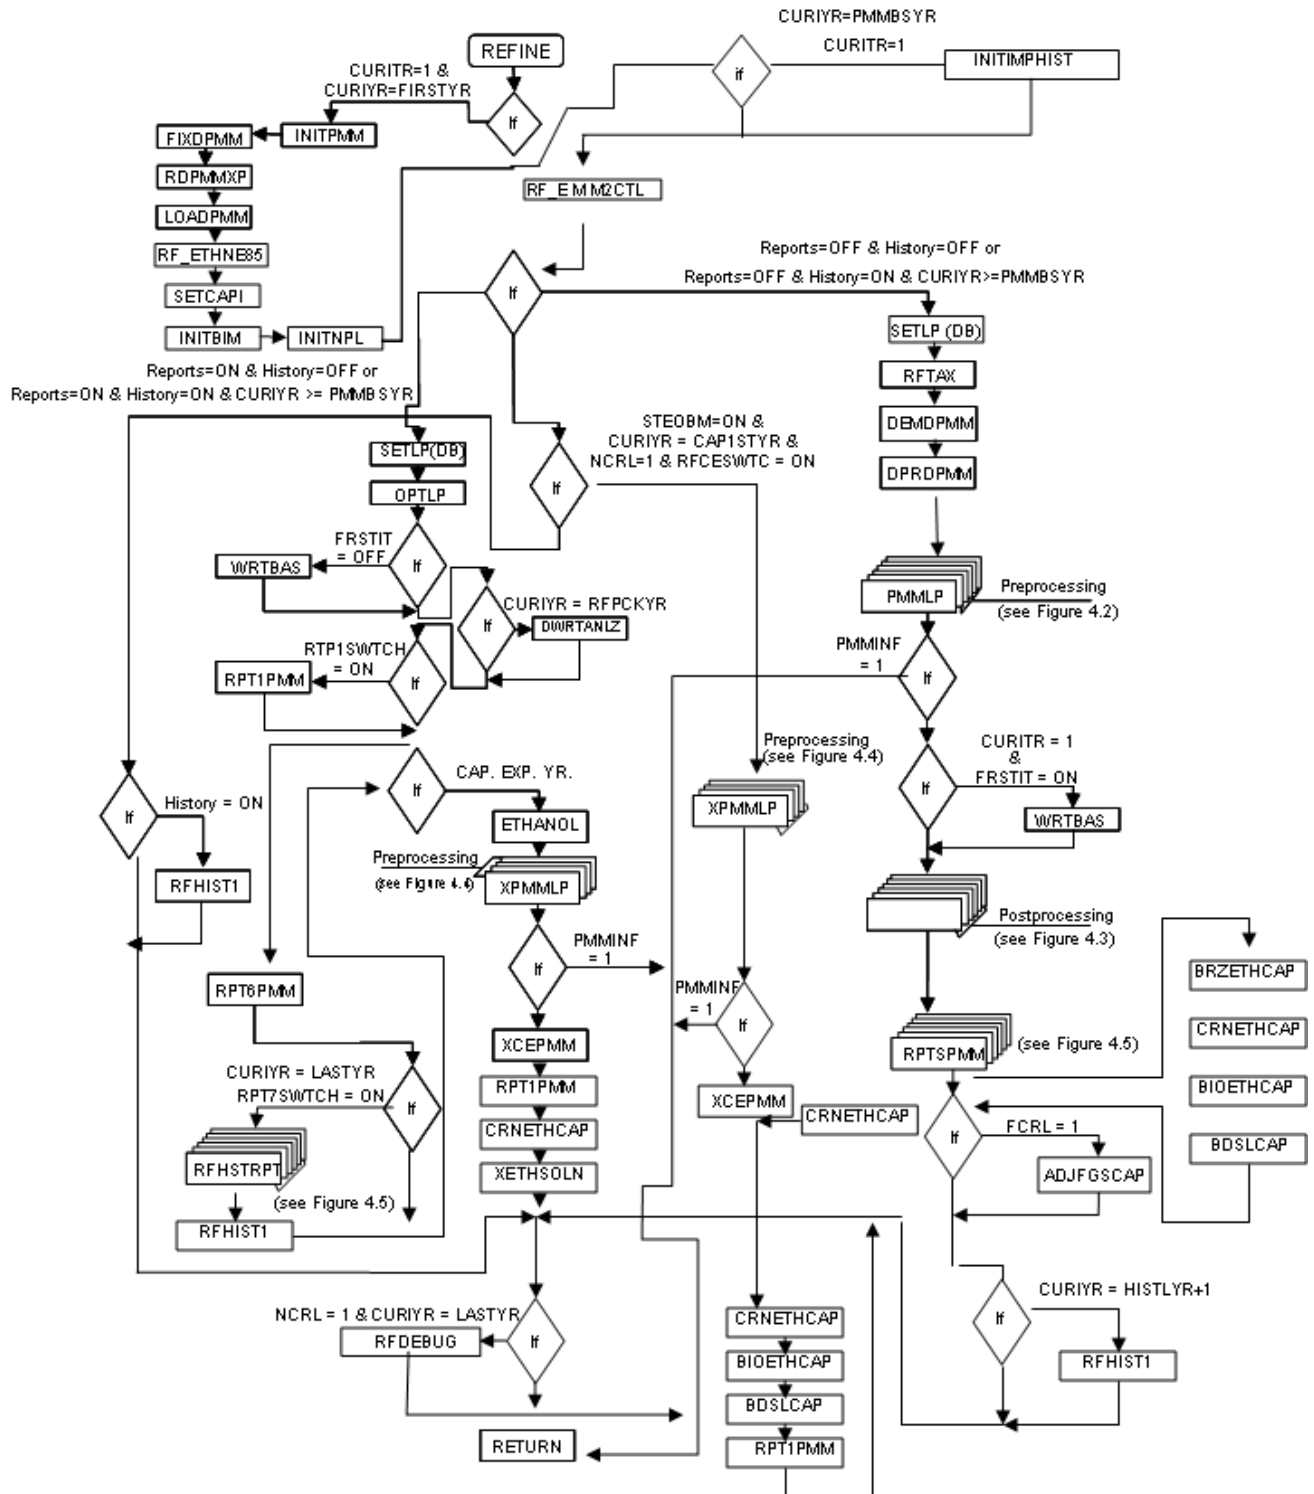 CURIYR=PMMBSYR
REFINE
CURITR=1
if
INITIMPHIST
CURITR=1 &
CURIYR=FIRSTYR
If
FIXDPMM
INITPMM
RDPMMXP
RF_EMM2CTL
LOADPMM
RF_ETHNE85
Reports=OFF & History=OFF or
Reports=OFF & History=ON & CURIYR>=PMMBSYR
SETCAPI
If
INITBIM
INITNPL
SETLP (DB)
Reports=ON & History=OFF or
Reports=ON & History=ON & CURIYR >= PMMBSYR
RFTAX
STEOBM=ON &
CURIYR = CAP1STYR &
NCRL=1 & RFCESWTC = ON
DEMDPMM
SETLP(DB)
DPRDPMM
OPTLP
If
FRSTIT
= OFF
If
WRTBAS
PMMLP
Preprocessing
(see Figure 4.2)
CURIYR = RFPCKYR
If
DWRTANLZ
RTP1SWTCH
= ON
RPT1PMM
If
PMMINF
= 1
If
Preprocessing
(see Figure 4.4)
CURITR = 1
&
FRSTIT = ON
If
CAP. EXP. YR.
If
History = ON
If
XPMMLP
ETHANOL
WRTBAS
Preprocessing
(see Figure 4.4)
XPMMLP
RFHIST1
Postprocessing
(see Figure 4.3)
PMMINF
= 1
If
BRZETHCAP
RPT6PMM
PMMINF
= 1
If
CRNETHCAP
XCEPMM
RPTSPMM
(see Figure 4.5)
CURIYR = LASTYR
RPT7SWTCH = ON
If
RPT1PMM
BIOETHCAP
XCEPMM
CRNETHCAP
CRNETHCAP
If
FCRL = 1
BDSLCAP
RFHSTRPT
(see Figure 4.5)
XETHSOLN
ADJFGSCAP
RFHIST1
CURIYR = HISTLYR+1
NCRL = 1 & CURIYR = LASTYR
RFDEBUG
If
CRNETHCAP
If
BIOETHCAP
RFHIST1
BDSLCAP
RETURN
RPT1PMM